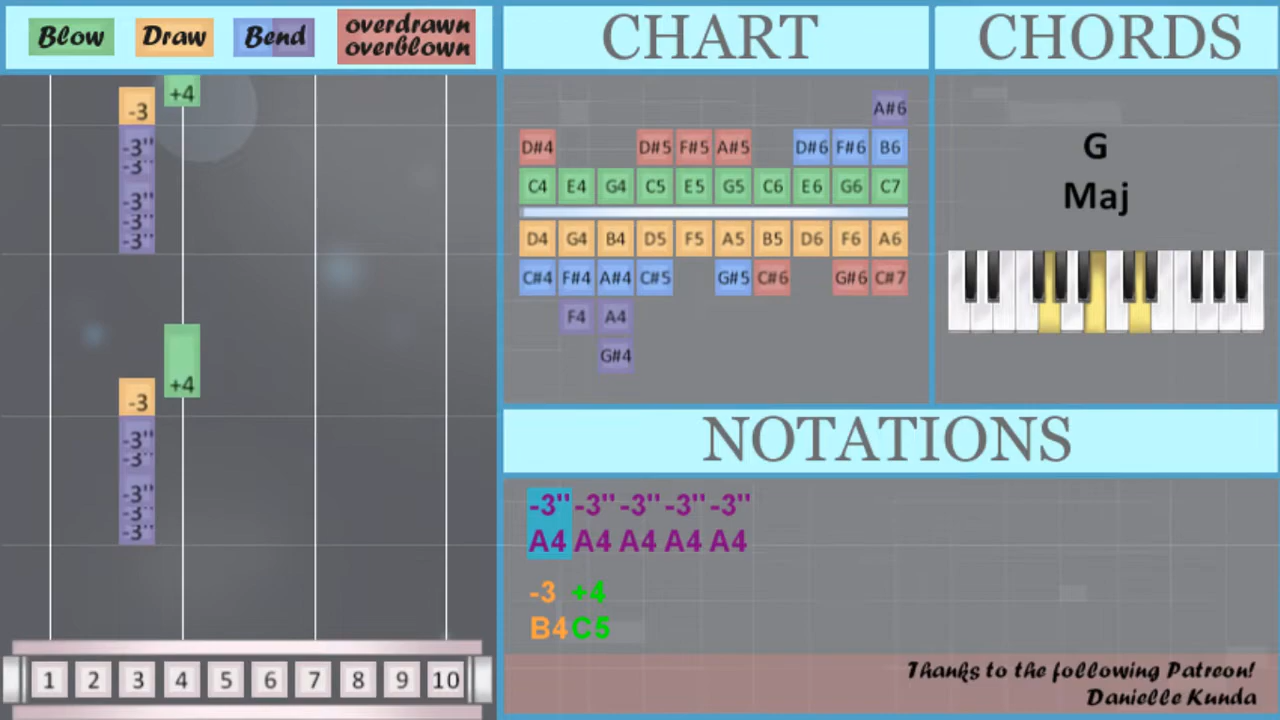 Blow Draw Bend overdrawn
overblown
CHART
CHORDS
+4
-3
-3"
-3"
-3"
-3"
-3"
+4
-3
-3"
-3"
-3"
-3"
-3"
1 2 3 4 5 6 7 8 9 10
A#6
D#4 D#5 F#5 A#5 D#6 F#6 B6
C4 E4 G4 C5 E5 G5 C6 E6 G6 C7
D4 G4 B4 D5 F5 A5 B5 D6 F6 A6
C#4 F#4 A#4 C#5 G#5 C#6 G#6 C#7
F4 A4
G#4
G
Maj
NOTATIONS
-3" -3" -3" -3" -3"
A4 A4 A4 A4 A4
-3 +4
B4 C5
Thanks to the following Patreon!
Danielle Kunda